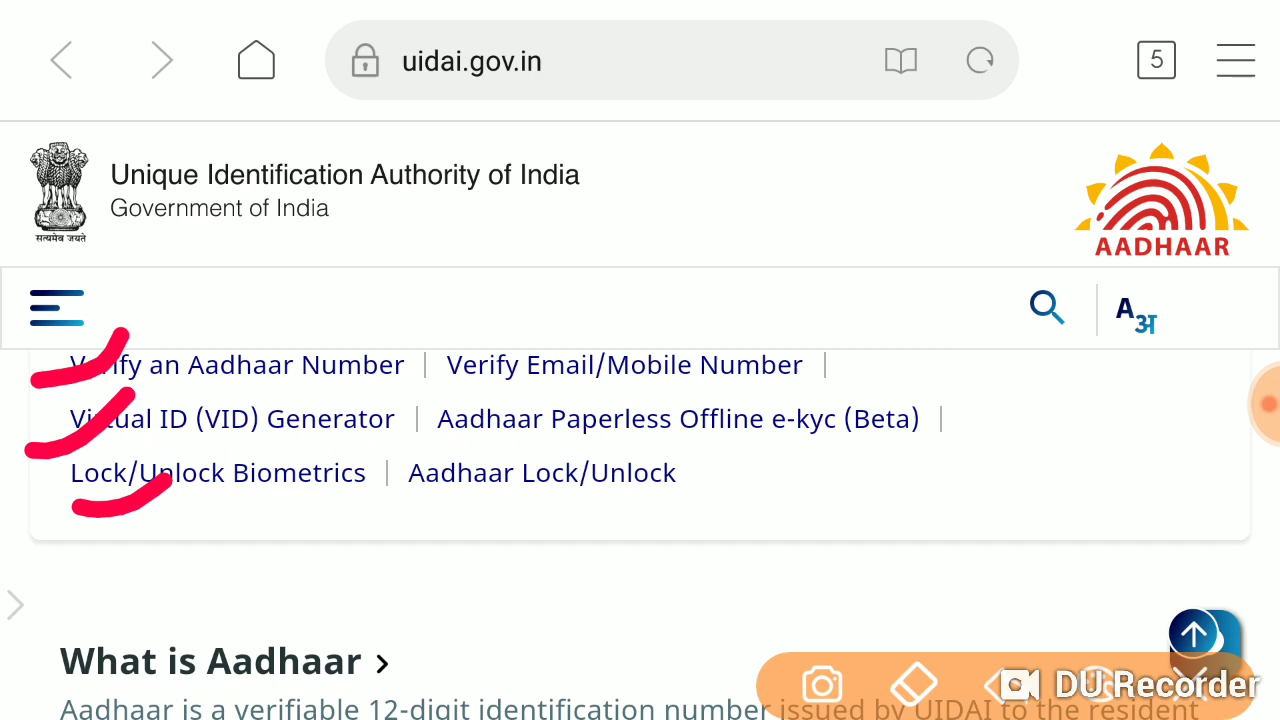 uidai.gov.in
5
Unique Identification Authority of India
Government of India
सत्यमेव जयते
AADHAAR
A अ
Verify an Aadhaar Number | Verify Email/Mobile Number |
Virtual ID (VID) Generator | Aadhaar Paperless Offline e-kyc (Beta) |
Lock/Unlock Biometrics | Aadhaar Lock/Unlock
What is Aadhaar
DU Recorder
Aadhaar is a verifiable 12-digit identification number issued by UIDAI to the resident